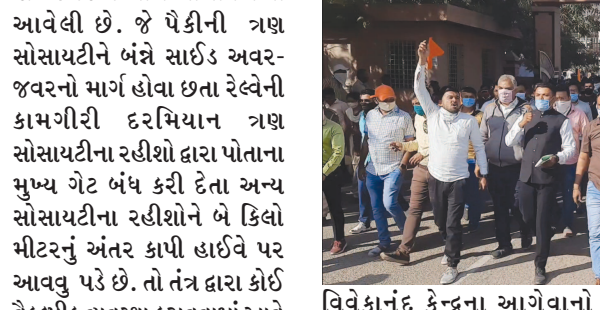 આવેલી છે. જે પૈકીની ત્રણ
સોસાયટીને બંન્ને સાઈડ અવર-
જવરનો માર્ગ હોવા છતા રેલ્વેની
કામગીરી દરમિયાન ત્રણ
સોસાયટીના રહીશો દ્વારા પોતાના
મુખ્ય ગેટ બંધ કરી દેતા અન્ય
સોસાયટીના રહીશોને બે કિલો
મીટરનું અંતર કાપી હાઈવે પર
આવવુ પડે છે. તો તંત્ર દ્વારા કોઈ
વિવેકાનંદ કેન્દ્રના આગેવાનો